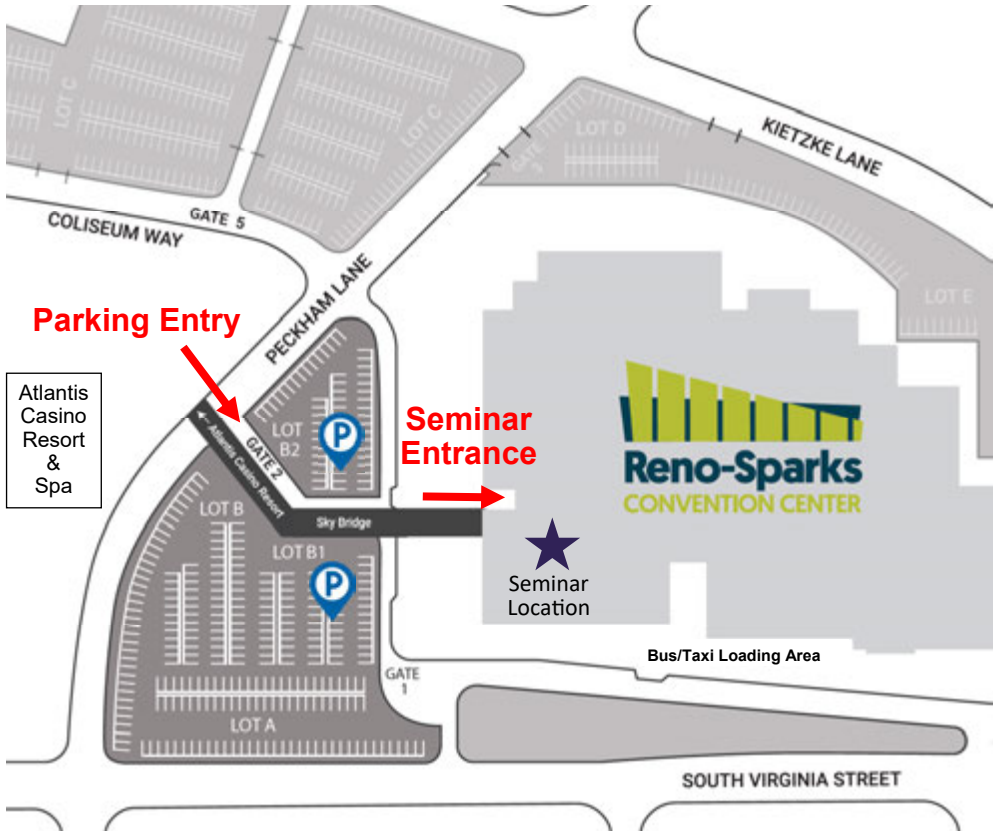 LOT C
LOT C
LOT D
GATE 3
KIETZKE LANE
GATE 5
COLISEUM WAY
PECKHAM LANE
LOT E
Parking Entry
Atlantis
Casino
Resort
&
Spa
LOT
B2
P
GATE 2
← Atlantis Casino Resort
Seminar
Entrance
Reno-Sparks
CONVENTION CENTER
LOT B
Sky Bridge
LOT B1
P
Seminar
Location
Bus/Taxi Loading Area
GATE
1
LOT A
SOUTH VIRGINIA STREET